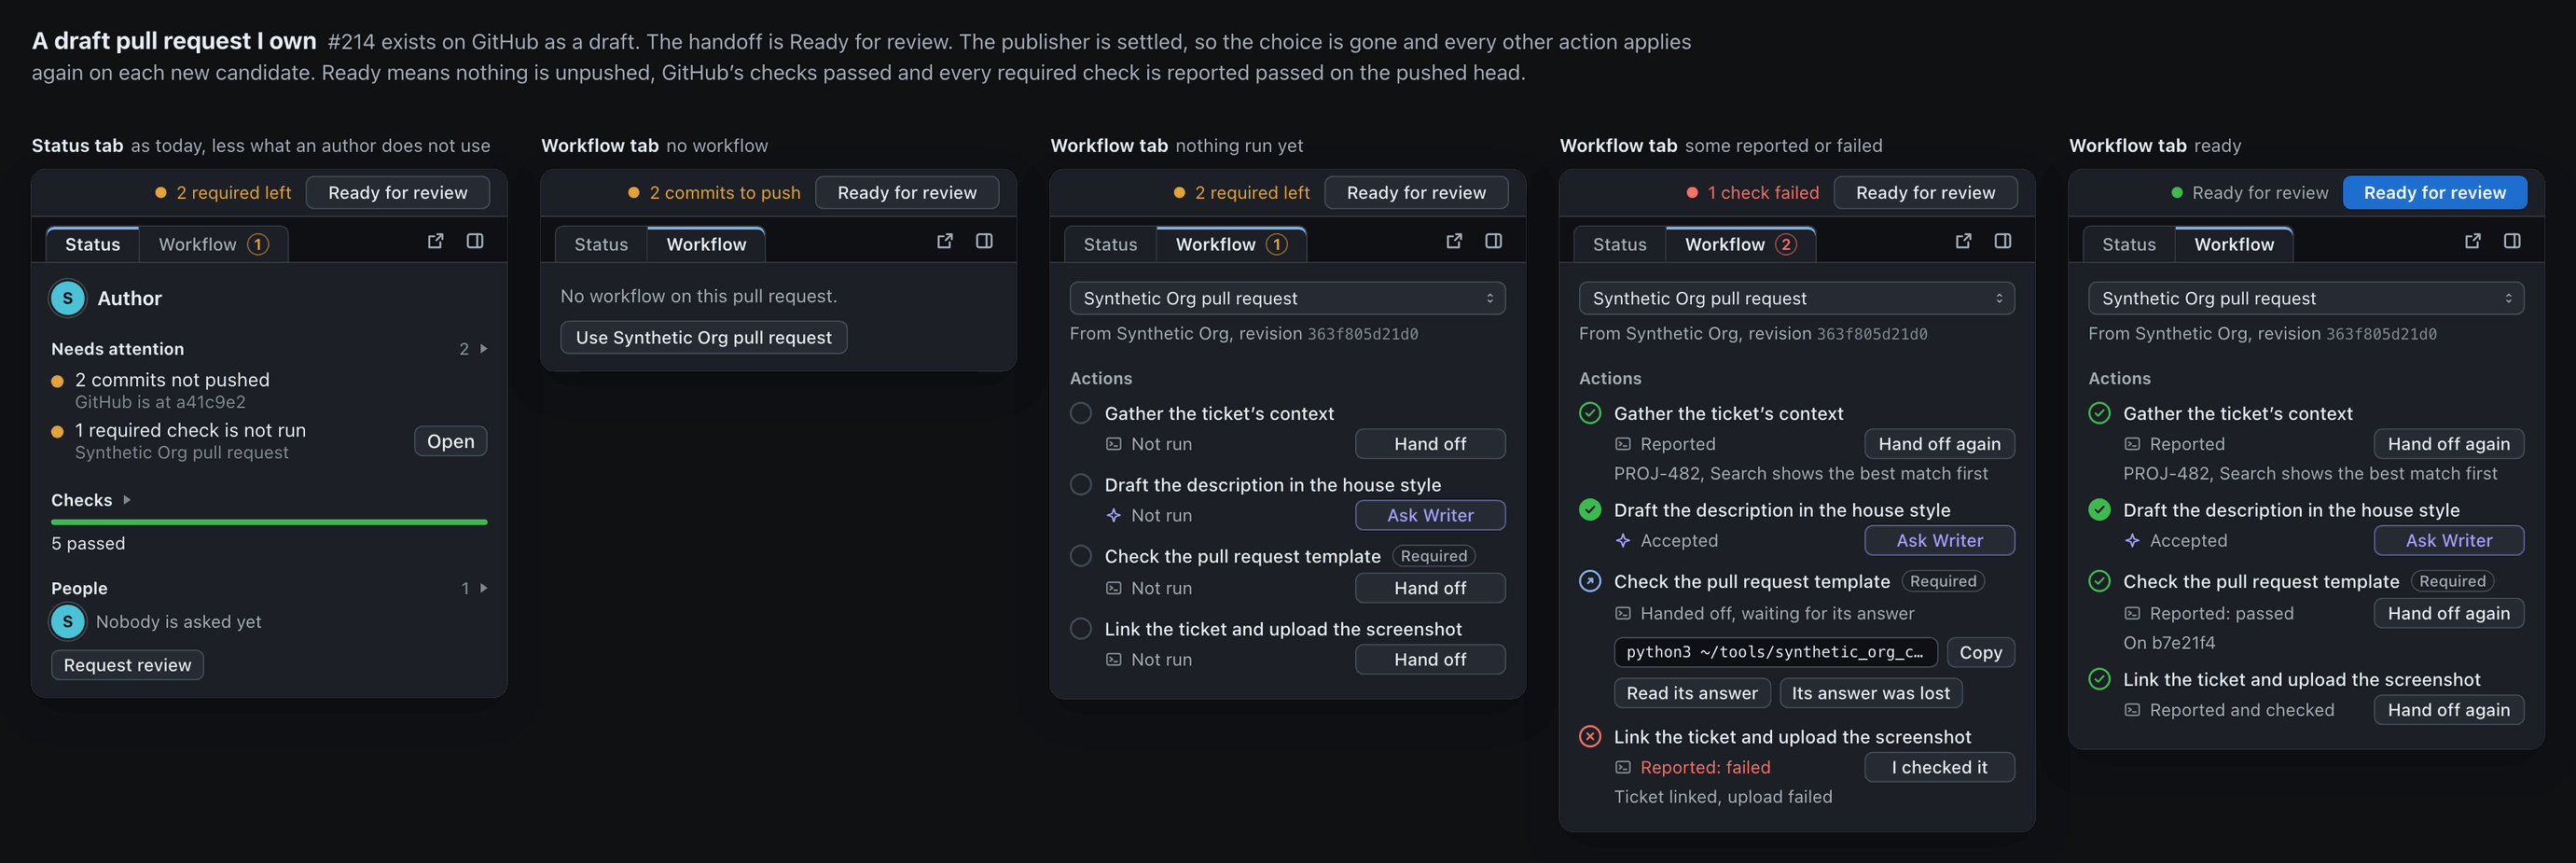 A draft pull request I own #214 exists on GitHub as a draft. The handoff is Ready for review. The publisher is settled, so the choice is gone and every other action applies
again on each new candidate. Ready means nothing is unpushed, GitHub’s checks passed and every required check is reported passed on the pushed head.
Status tab as today, less what an author does not use
2 required left
Ready for review
Status
Workflow 1
S
Author
Needs attention
2
2 commits not pushed
GitHub is at a41c9e2
1 required check is not run
Synthetic Org pull request
Open
Checks
5 passed
People
1
S
Nobody is asked yet
Request review
Workflow tab no workflow
2 commits to push
Ready for review
Status
Workflow
No workflow on this pull request.
Use Synthetic Org pull request
Workflow tab nothing run yet
2 required left
Ready for review
Status
Workflow 1
Synthetic Org pull request
From Synthetic Org, revision 363f805d21d0
Actions
Gather the ticket’s context
Not run
Hand off
Draft the description in the house style
Not run
Ask Writer
Check the pull request template Required
Not run
Hand off
Link the ticket and upload the screenshot
Not run
Hand off
Workflow tab some reported or failed
1 check failed
Ready for review
Status
Workflow 2
Synthetic Org pull request
From Synthetic Org, revision 363f805d21d0
Actions
Gather the ticket’s context
Reported
Hand off again
PROJ-482, Search shows the best match first
Draft the description in the house style
Accepted
Ask Writer
Check the pull request template Required
Handed off, waiting for its answer
python3 ~/tools/synthetic_org_c…
Copy
Read its answer
Its answer was lost
Link the ticket and upload the screenshot
Reported: failed
I checked it
Ticket linked, upload failed
Workflow tab ready
Ready for review
Ready for review
Status
Workflow
Synthetic Org pull request
From Synthetic Org, revision 363f805d21d0
Actions
Gather the ticket’s context
Reported
Hand off again
PROJ-482, Search shows the best match first
Draft the description in the house style
Accepted
Ask Writer
Check the pull request template Required
Reported: passed
Hand off again
On b7e21f4
Link the ticket and upload the screenshot
Reported and checked
Hand off again